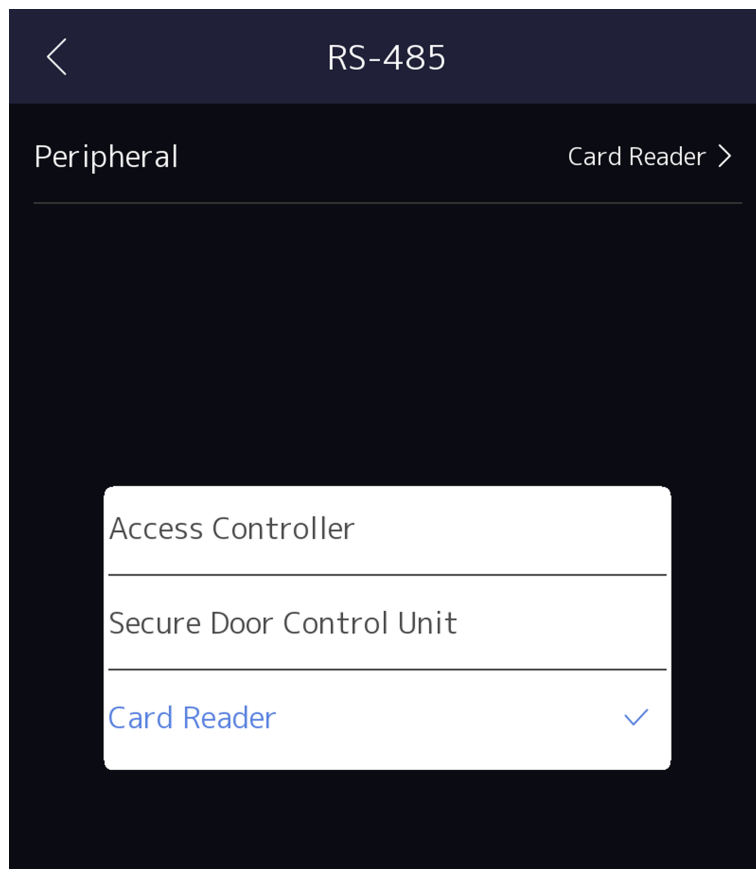 RS-485
Peripheral Card Reader
Access Controller
Secure Door Control Unit
Card Reader